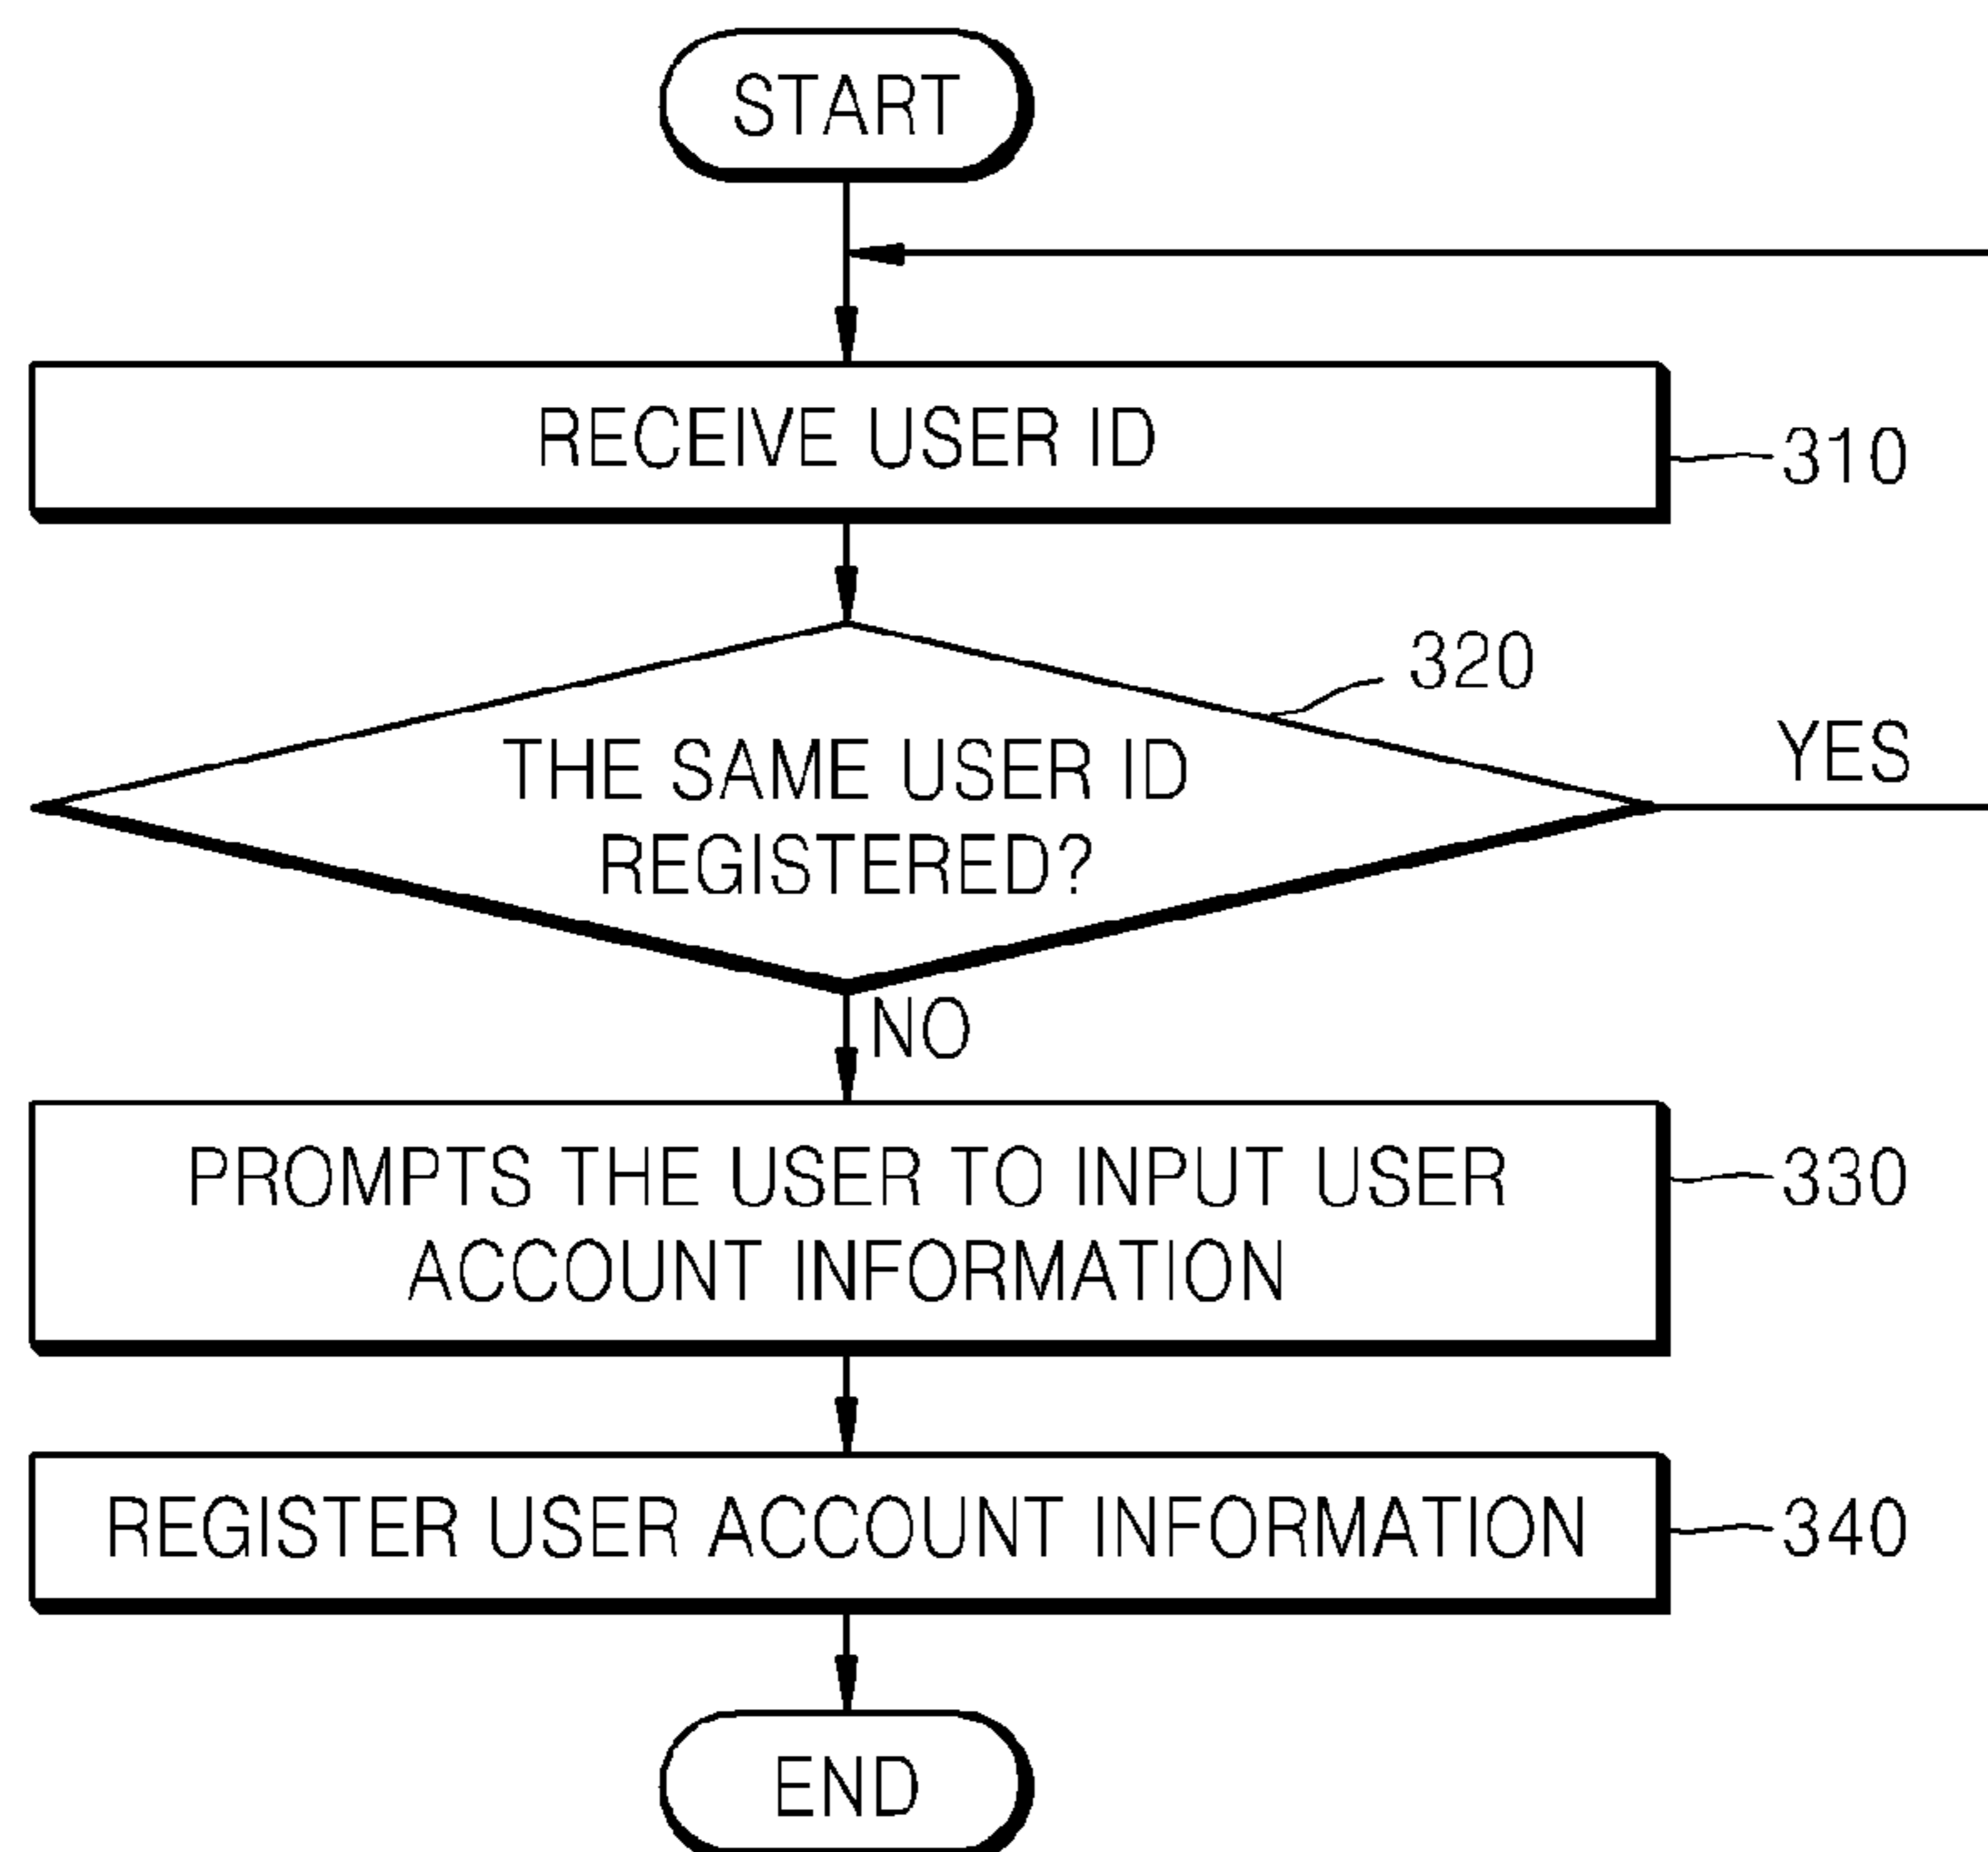 START
RECEIVE USER ID
310
320
THE SAME USER ID
REGISTERED?
YES
NO
PROMPTS THE USER TO INPUT USER
ACCOUNT INFORMATION
330
REGISTER USER ACCOUNT INFORMATION
340
END